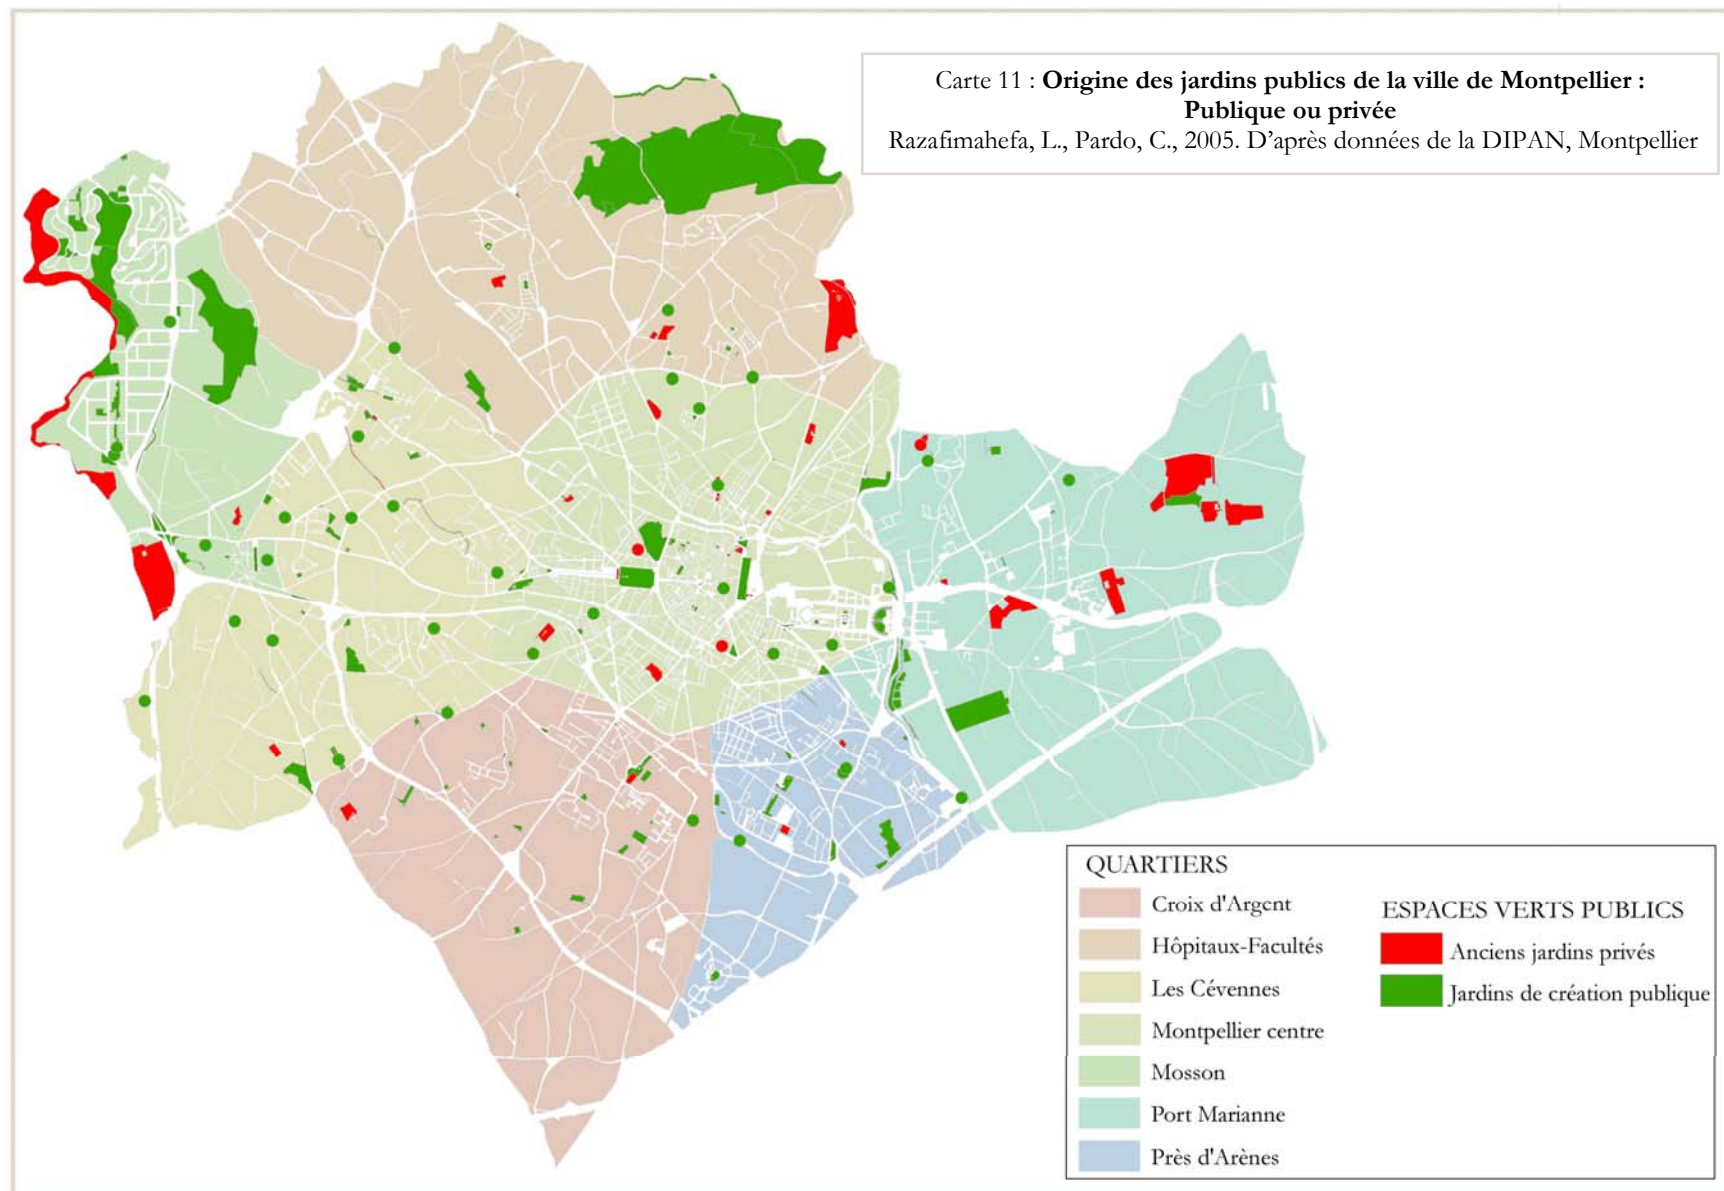 Carte 11 : Origine des jardins publics de la ville de Montpellier :
Publique ou privée
Razafimahefa, L., Pardo, C., 2005. D'après données de la DIPAN, Montpellier
QUARTIERS
Croix d'Argent
Hôpitaux-Facultés
Les Cévennes
Montpellier centre
Mosson
Port Marianne
Près d'Arènes
ESPACES VERTS PUBLICS
Anciens jardins privés
Jardins de création publique